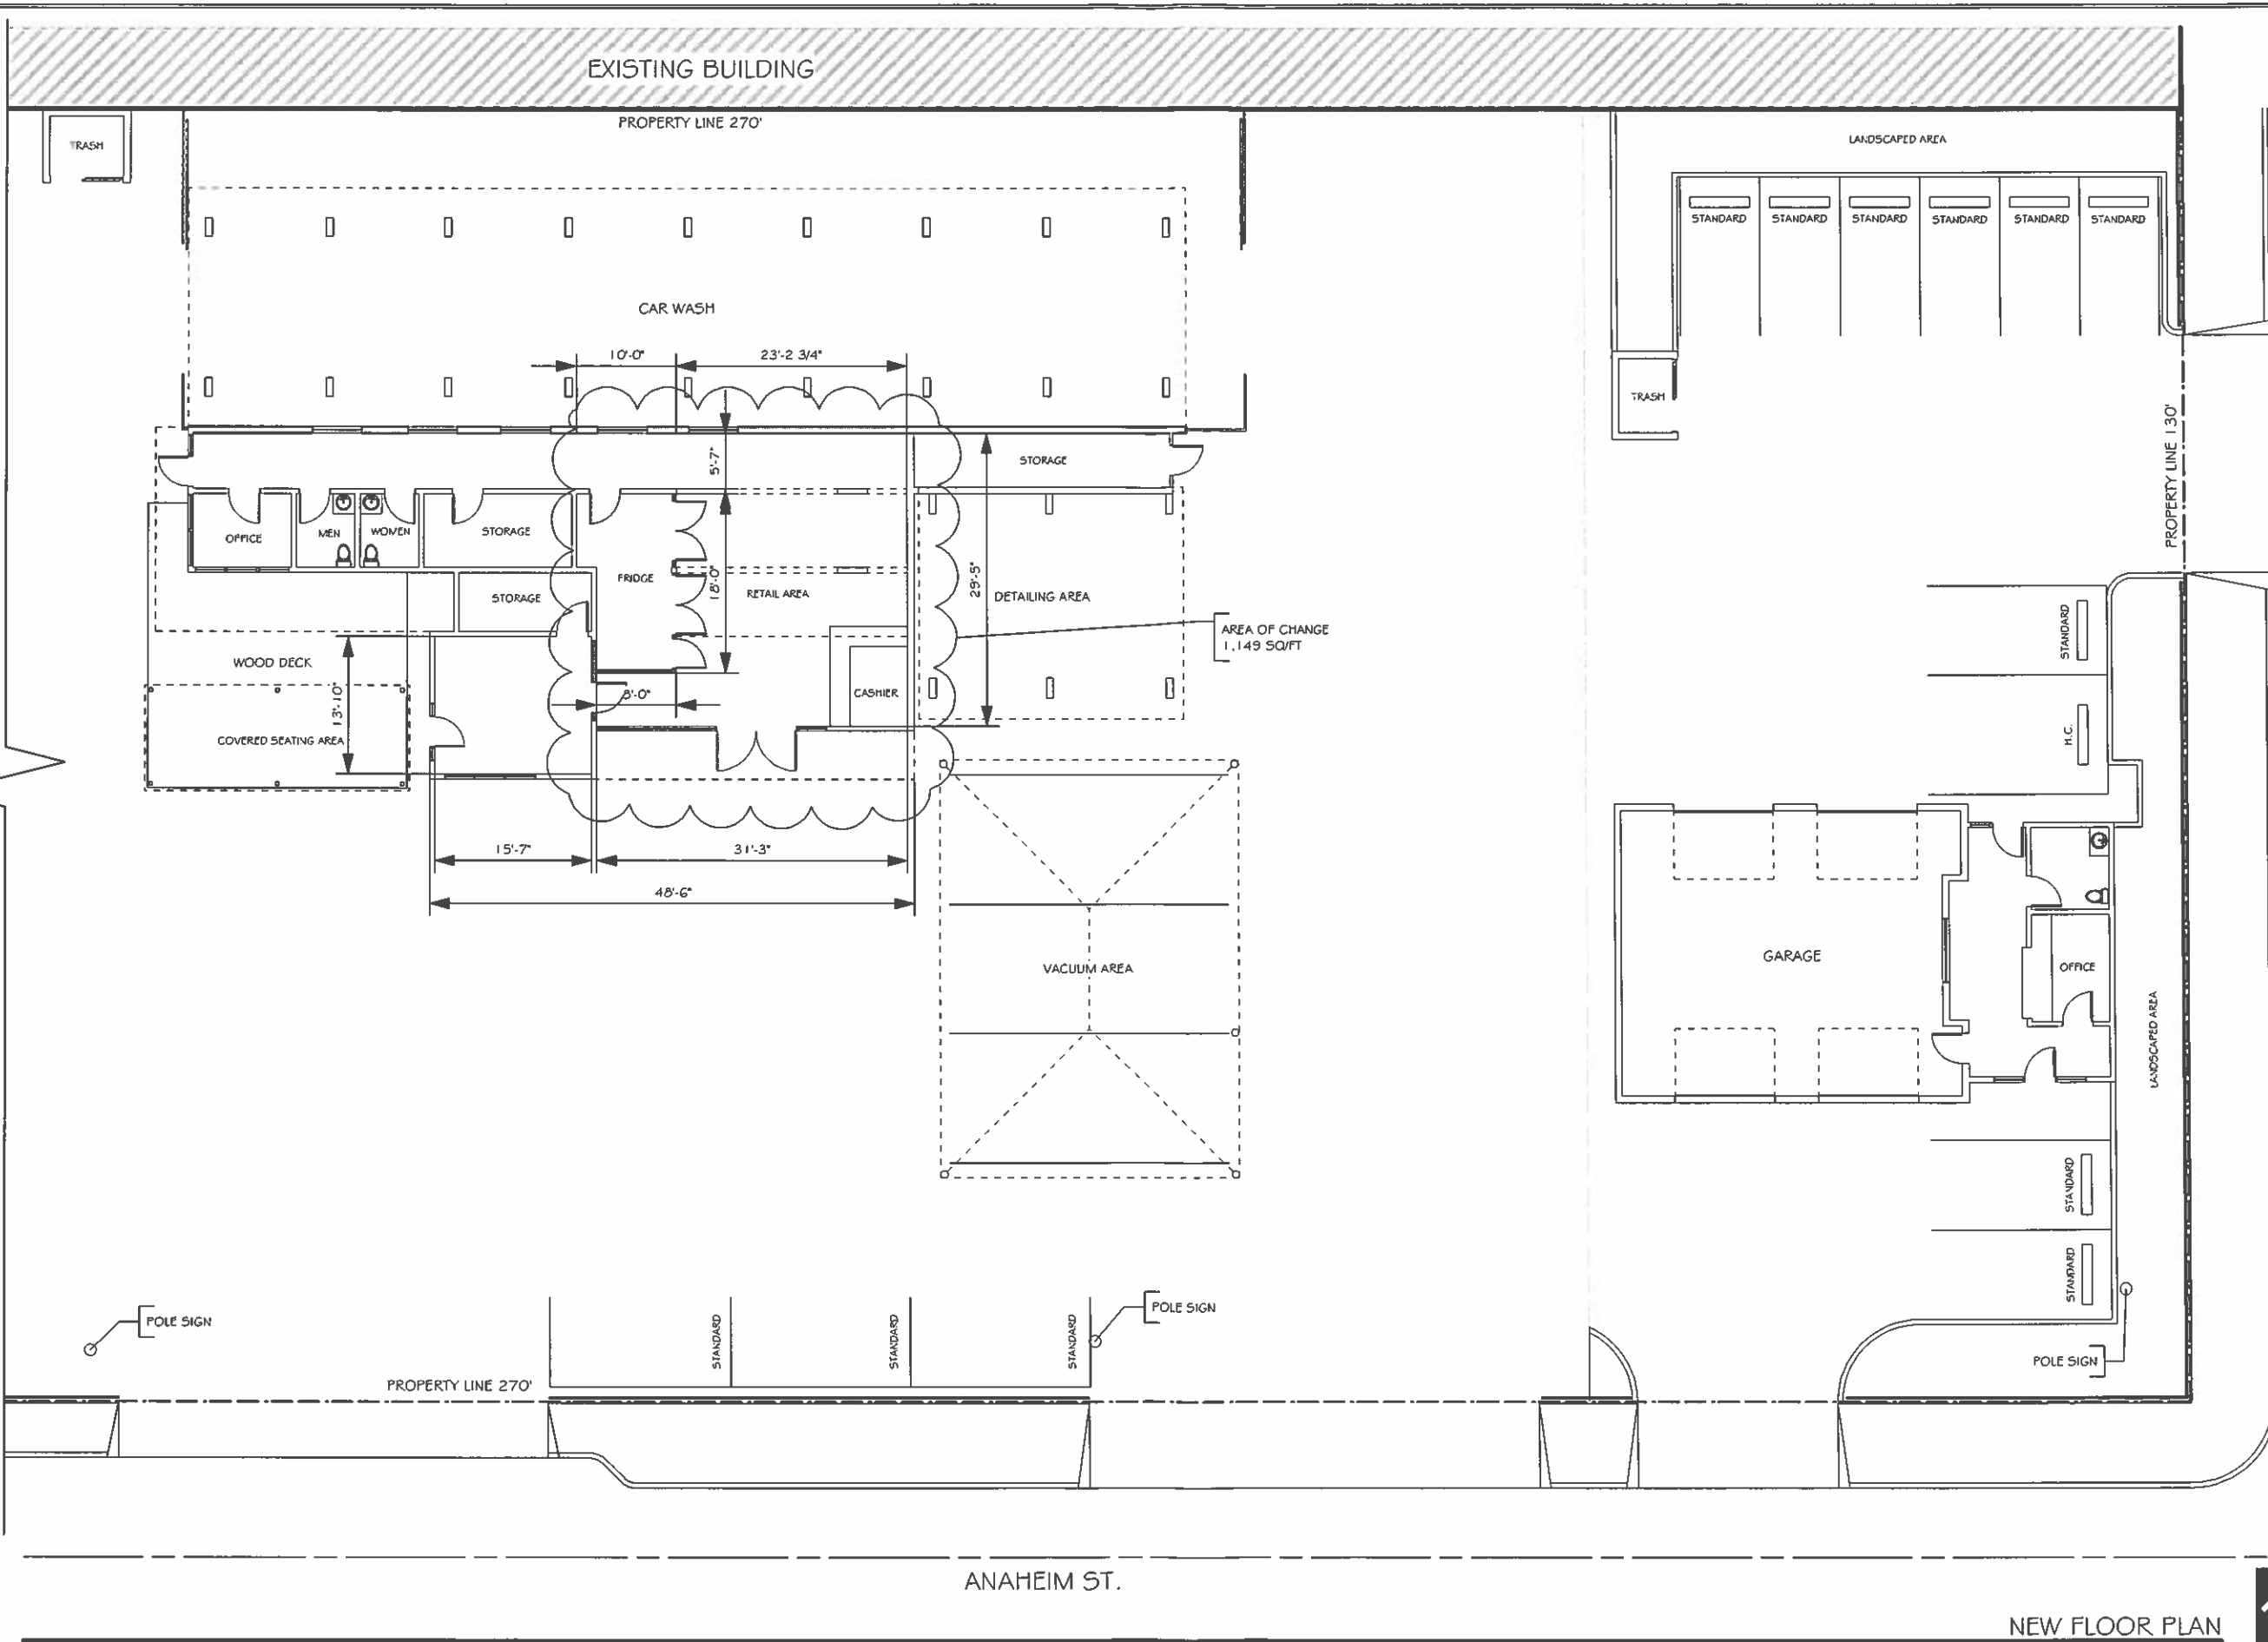 EXISTING BUILDING
PROPERTY LINE 270'
TRASH
LANDSCAPED AREA
STANDARD
STANDARD
STANDARD
STANDARD
STANDARD
STANDARD
CAR WASH
10'-0"
23'-2 3/4"
TRASH
PROPERTY LINE 130'
5'-7"
STORAGE
OFFICE
MEN
WOMEN
STORAGE
FRIDGE
18'-0"
RETAIL AREA
29'-5"
DETAILING AREA
STORAGE
STANDARD
AREA OF CHANGE
1,149 SQ/FT
WOOD DECK
13'-10"
8'-0"
CASHIER
COVERED SEATING AREA
H.C.
15'-7"
31'-3"
48'-6"
VACUUM AREA
GARAGE
OFFICE
LANDSCAPED AREA
STANDARD
STANDARD
POLE SIGN
STANDARD
STANDARD
STANDARD
POLE SIGN
POLE SIGN
PROPERTY LINE 270'
ANAHEIM ST.
NEW FLOOR PLAN